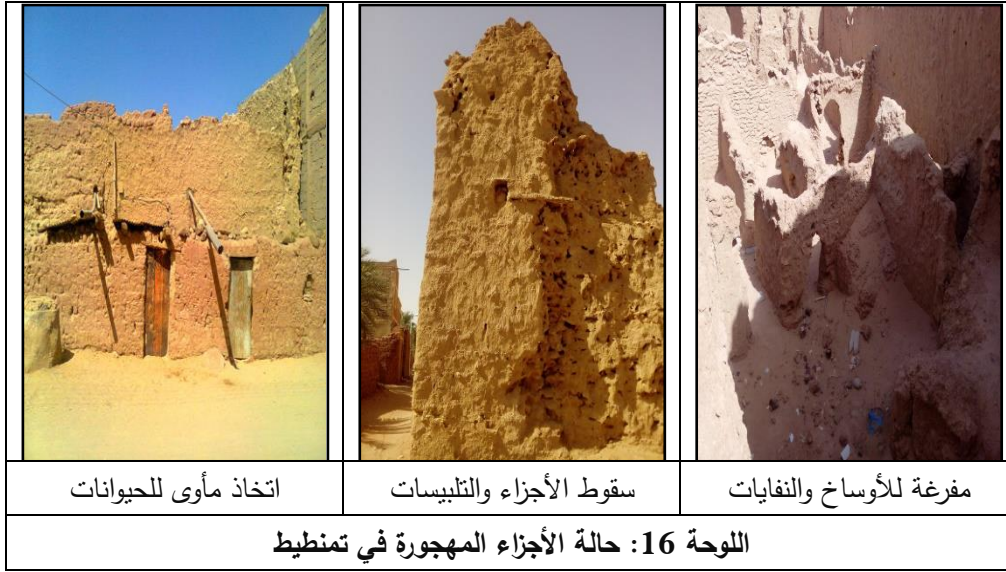 مفرغة للأوساخ والنفايات
سقوط الأجزاء والتلبيسات
اتخاذ مأوى للحيوانات
اللوحة 16: حالة الأجزاء المهجورة في تمنطيط